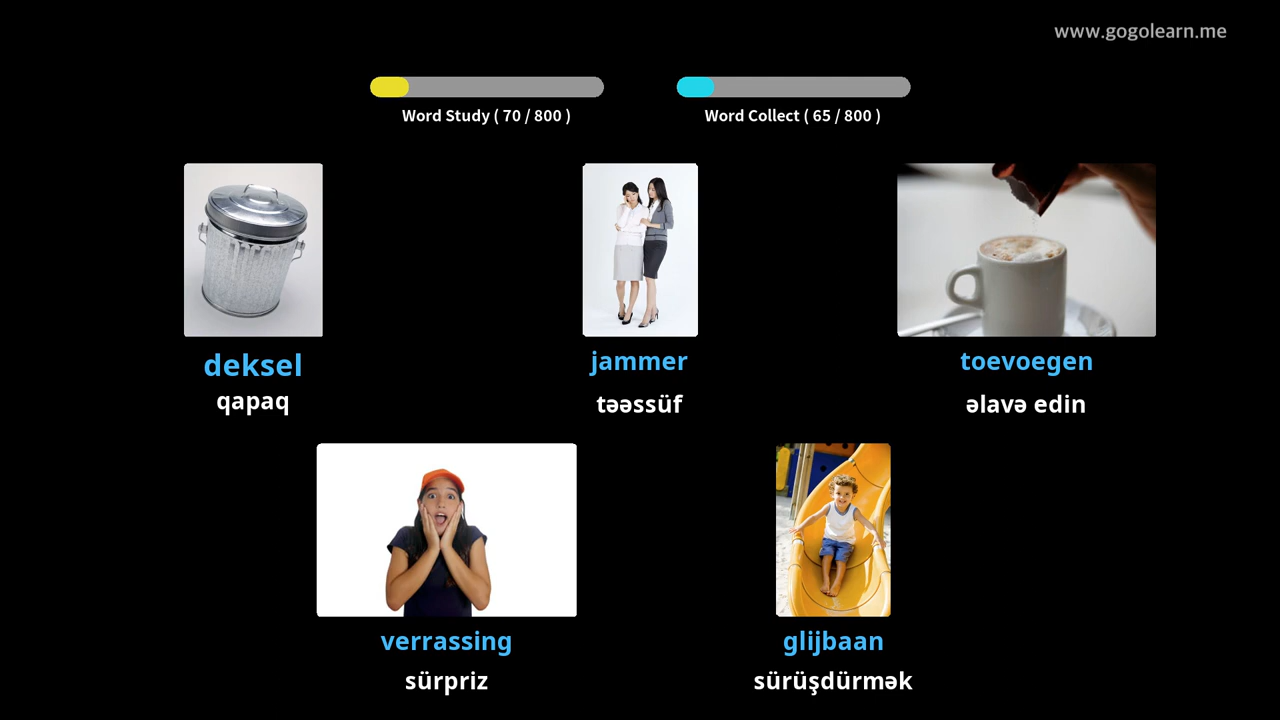 www.gogolearn.me
Word Study ( 70 / 800 )
Word Collect ( 65 / 800 )
deksel
qapaq
jammer
təəssüf
toevoegen
əlavə edin
verrassing
sürpriz
glijbaan
sürüşdürmək